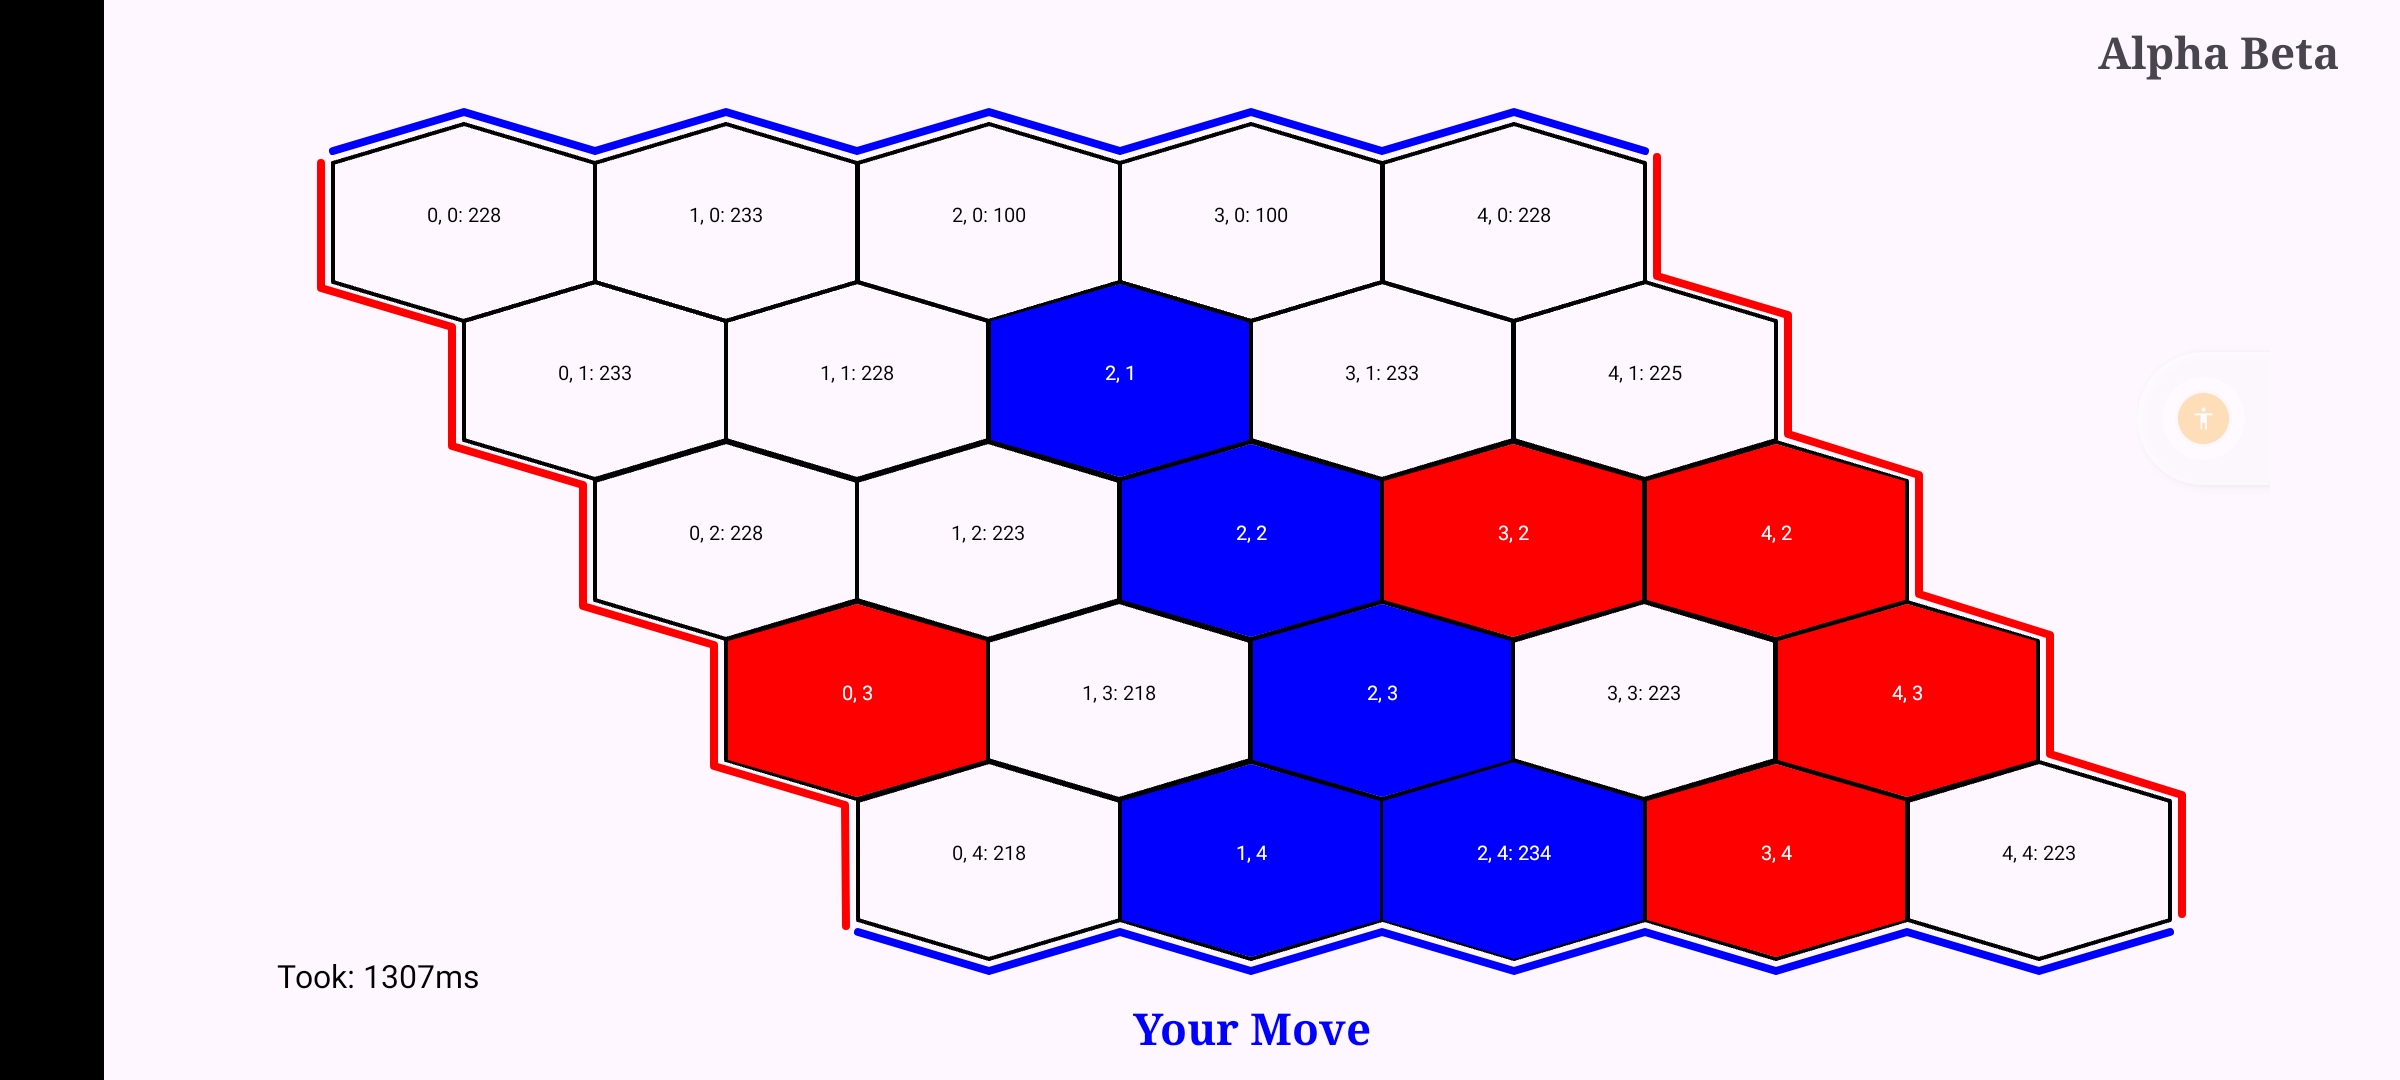 Alpha Beta
0, 0: 228 1, 0: 233 2, 0: 100 3, 0: 100 4, 0: 228
0, 1: 233 1, 1: 228 2, 1 3, 1: 233 4, 1: 225
0, 2: 228 1, 2: 223 2, 2 3, 2 4, 2
0, 3 1, 3: 218 2, 3 3, 3: 223 4, 3
0, 4: 218 1, 4 2, 4: 234 3, 4 4, 4: 223
Took: 1307ms
Your Move